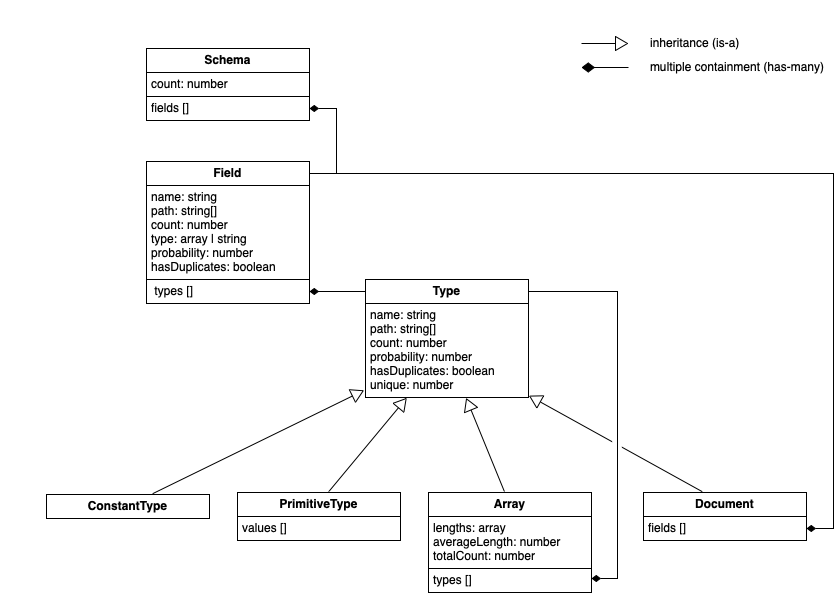 inheritance (is-a)
multiple containment (has-many)
Schema
count: number
fields []
Field
name: string
path: string[]
count: number
type: array | string
probability: number
hasDuplicates: boolean
types []
Type
name: string
path: string[]
count: number
probability: number
hasDuplicates: boolean
unique: number
ConstantType
PrimitiveType
values []
Array
lengths: array
averageLength: number
totalCount: number
types []
Document
fields []